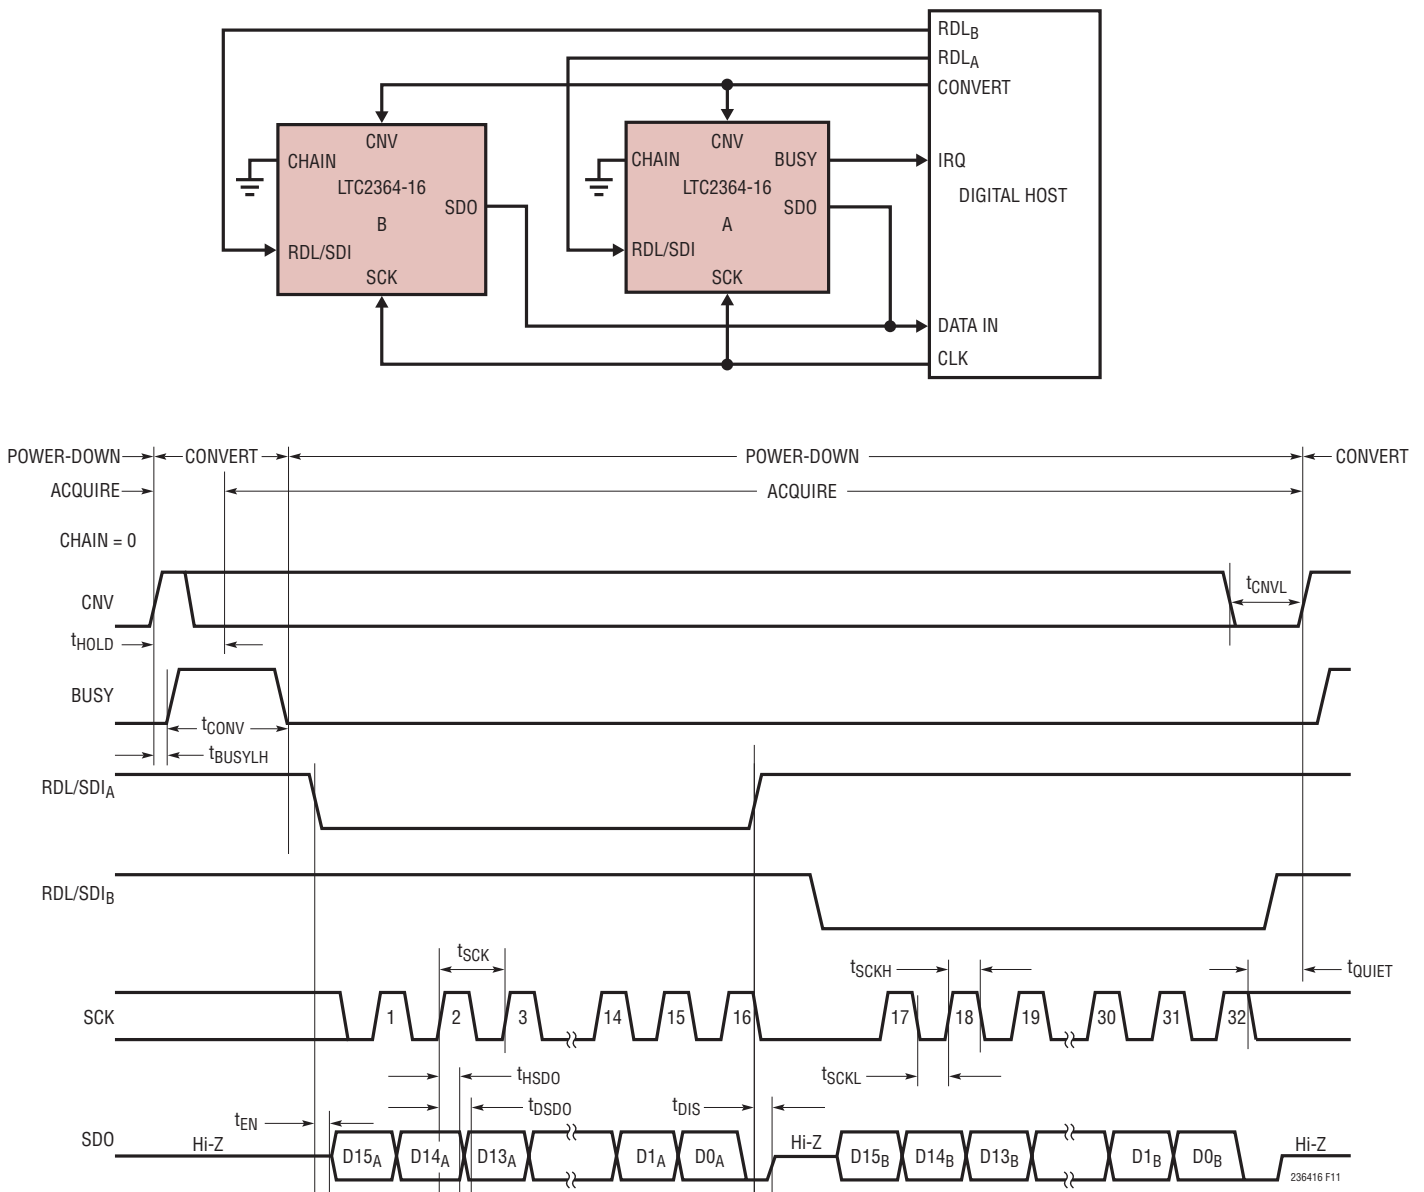 RDLB
RDLA
CONVERT
CNV
CNV
CHAIN
CHAIN
BUSY
IRQ
LTC2364-16
LTC2364-16
DIGITAL HOST
SDO
SDO
B
A
RDL/SDI
RDL/SDI
SCK
SCK
DATA IN
CLK
POWER-DOWN
CONVERT
POWER-DOWN
CONVERT
ACQUIRE
ACQUIRE
CHAIN = 0
CNV
tCNVL
tHOLD
BUSY
tCONV
tBUSYLH
RDL/SDIA
RDL/SDIB
tSCK
tSCKH
tQUIET
SCK
1
2
3
14
15
16
17
18
19
30
31
32
tHSDO
tSCKL
tDSDO
tDIS
tEN
SDO
Hi-Z
D15A
D14A
D13A
D1A
D0A
Hi-Z
D15B
D14B
D13B
D1B
D0B
Hi-Z
236416 F11